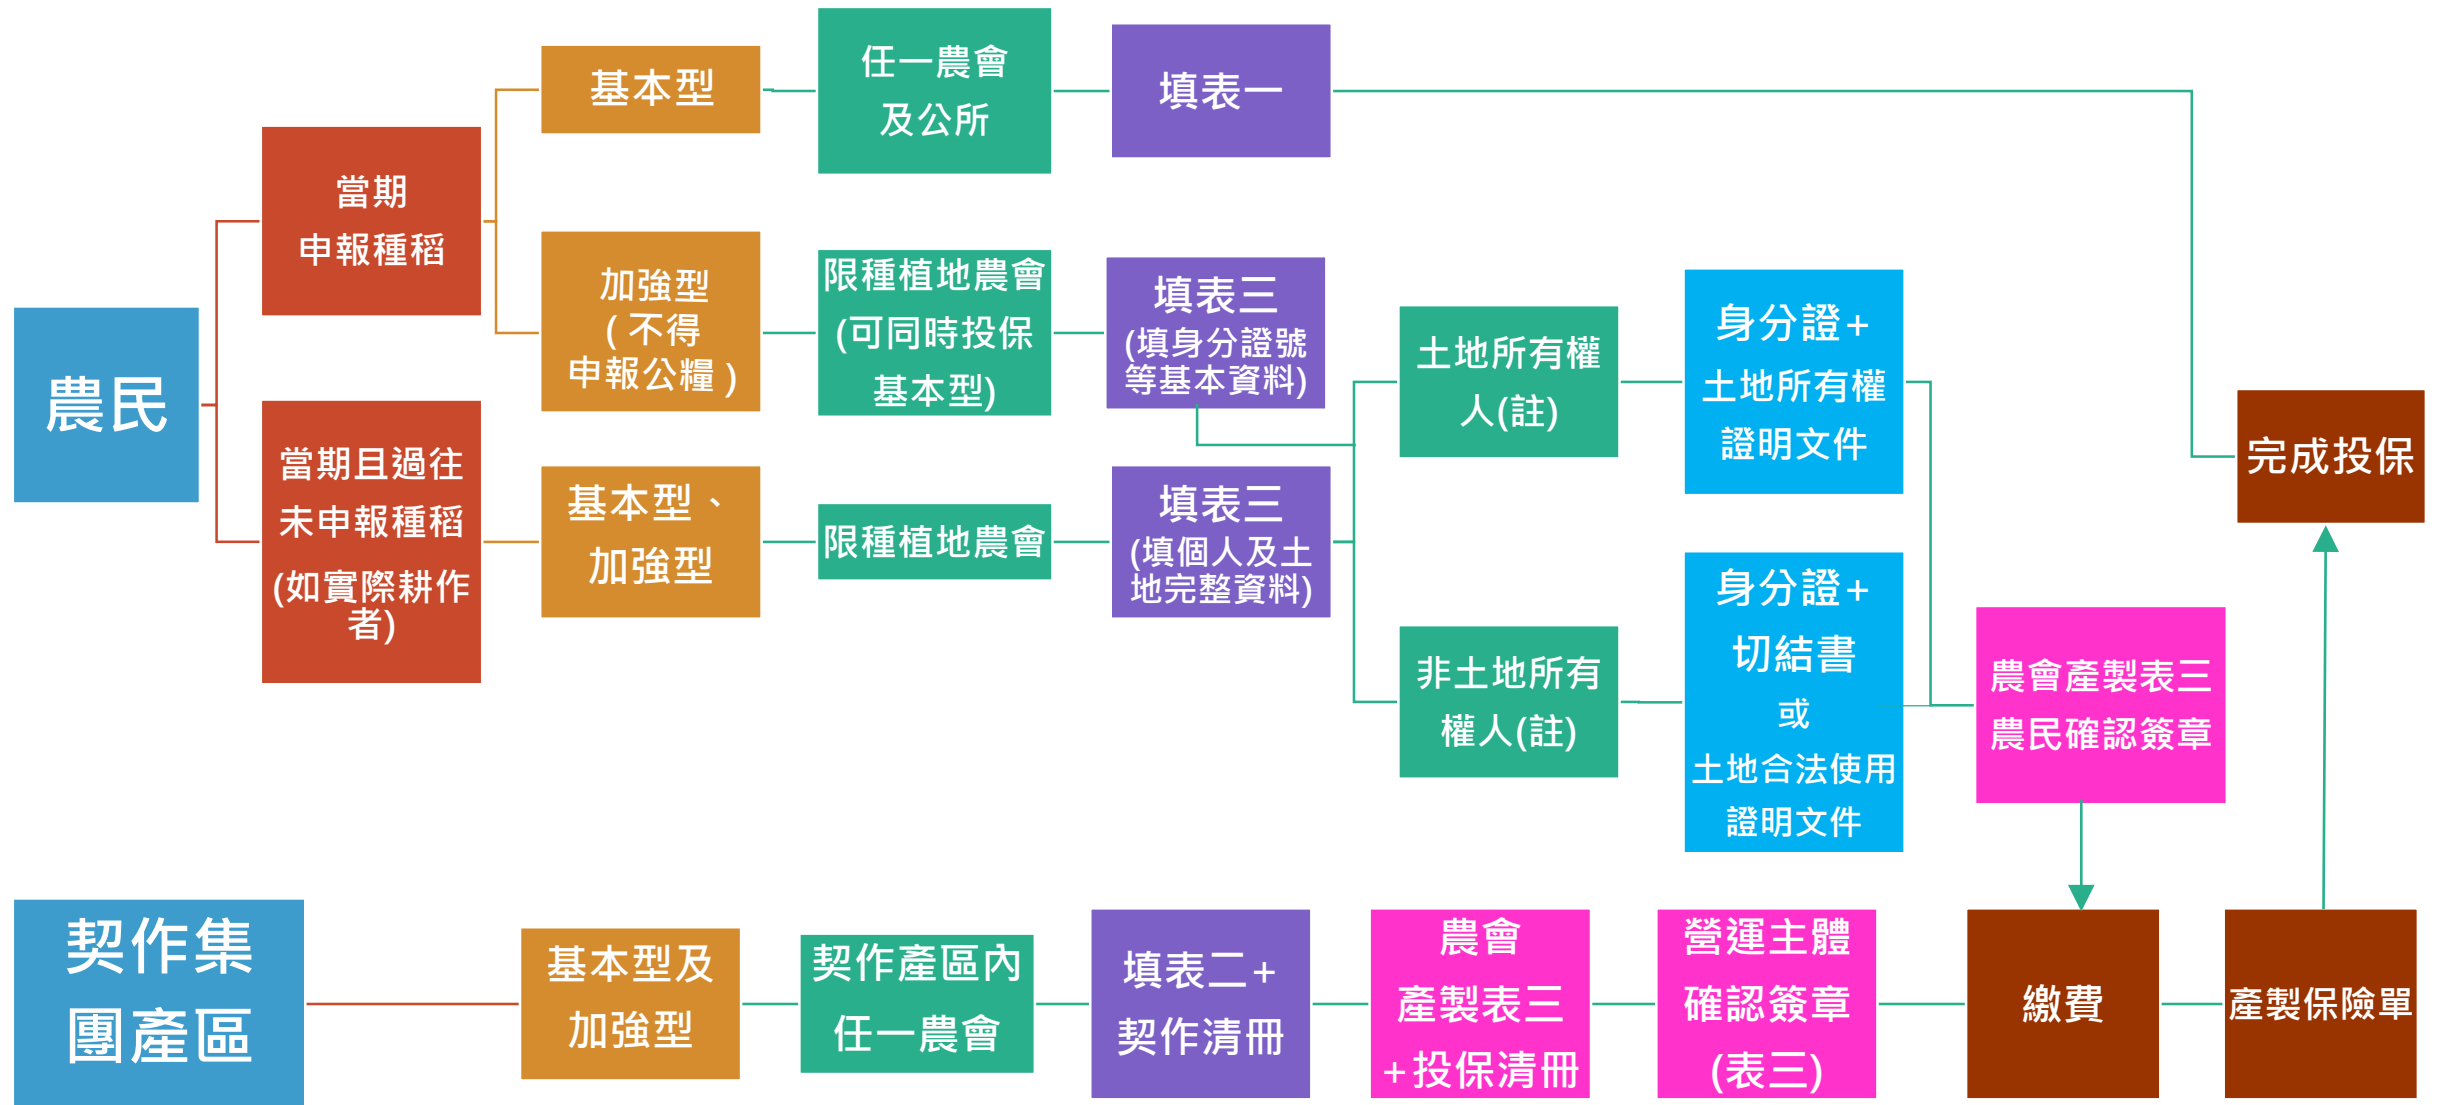 農民
當期
申報種稻
基本型
任一農會
及公所
填表一
加強型
( 不得
申報公糧 )
限種植地農會
(可同時投保
基本型)
填表三
(填身分證號
等基本資料)
當期且過往
未申報種稻
(如實際耕作
者)
基本型、
加強型
限種植地農會
填表三
(填個人及土
地完整資料)
土地所有權
人(註)
身分證+
土地所有權
證明文件
非土地所有
權人(註)
身分證+
切結書
或
土地合法使用
證明文件
農會產製表三
農民確認簽章
完成投保
契作集
團產區
基本型及
加強型
契作產區內
任一農會
填表二+
契作清冊
農會
產製表三
+投保清冊
營運主體
確認簽章
(表三)
繳費
產製保險單